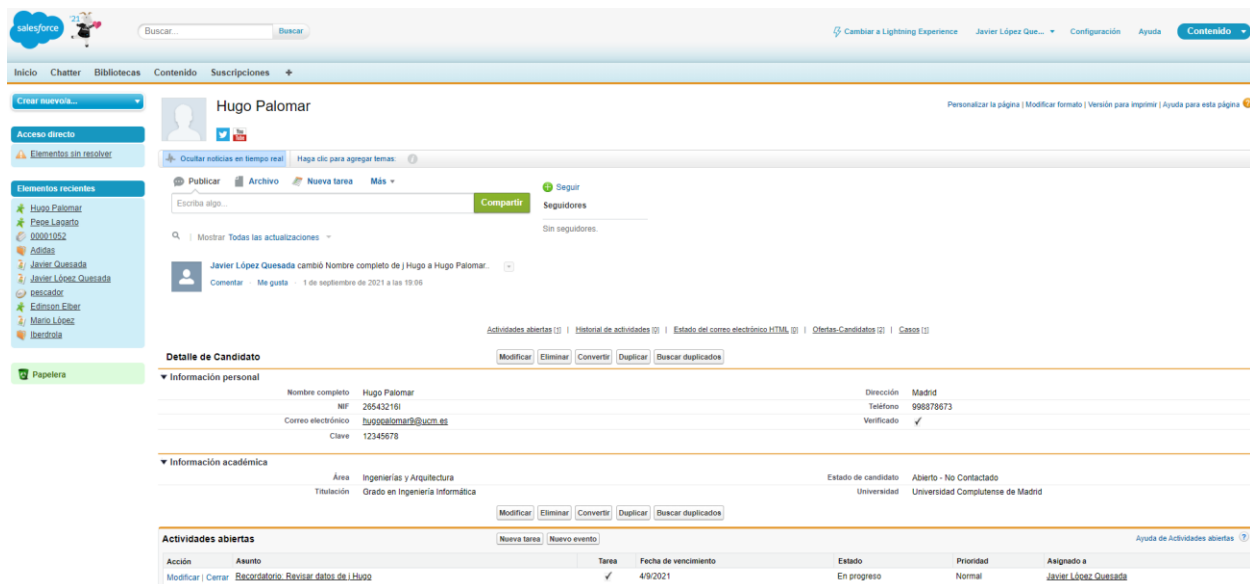 salesforce '21
Buscar... Buscar
Cambiar a Lightning Experience Javier López Que... Configuración Ayuda Contenido
Inicio Chatter Bibliotecas Contenido Suscripciones +
Crear nuevo/a...
Acceso directo
Elementos sin resolver
Elementos recientes
Hugo Palomar
Pepe Lagarto
00001052
Adidas
Javier Quesada
Javier López Quesada
pescador
Edinson Elber
Mario López
Iberdrola
Papelera
Hugo Palomar
Personalizar la página | Modificar formato | Versión para imprimir | Ayuda para esta página ?
You Tube
Ocultar noticias en tiempo real Haga clic para agregar temas: i
Publicar Archivo Nueva tarea Más
Escriba algo... Compartir
Seguir
Seguidores
Sin seguidores.
Mostrar Todas las actualizaciones
Javier López Quesada cambió Nombre completo de j Hugo a Hugo Palomar..
Comentar · Me gusta · 1 de septiembre de 2021 a las 19:06
Actividades abiertas [1] | Historial de actividades [0] | Estado del correo electrónico HTML [0] | Ofertas-Candidatos [2] | Casos [1]
Detalle de Candidato Modificar Eliminar Convertir Duplicar Buscar duplicados
Información personal
Nombre completo Hugo Palomar Dirección Madrid
NIF 26543216I Teléfono 998878673
Correo electrónico hugopalomar9@ucm.es Verificado ✓
Clave 12345678
Información académica
Área Ingenierías y Arquitectura Estado de candidato Abierto - No Contactado
Titulación Grado en Ingeniería Informática Universidad Universidad Complutense de Madrid
Modificar Eliminar Convertir Duplicar Buscar duplicados
Actividades abiertas Nueva tarea Nuevo evento Ayuda de Actividades abiertas ?
Acción Asunto Tarea Fecha de vencimiento Estado Prioridad Asignado a
Modificar | Cerrar Recordatorio: Revisar datos de j Hugo ✓ 4/9/2021 En progreso Normal Javier López Quesada